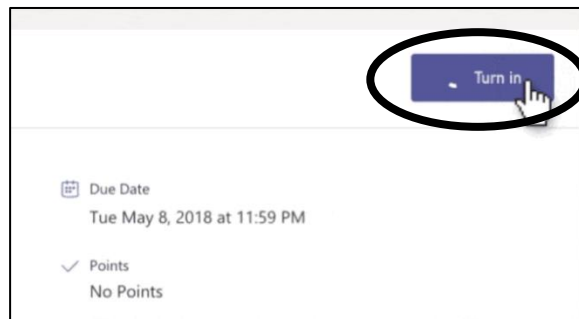 Turn in
Due Date
Tue May 8, 2018 at 11:59 PM
Points
No Points